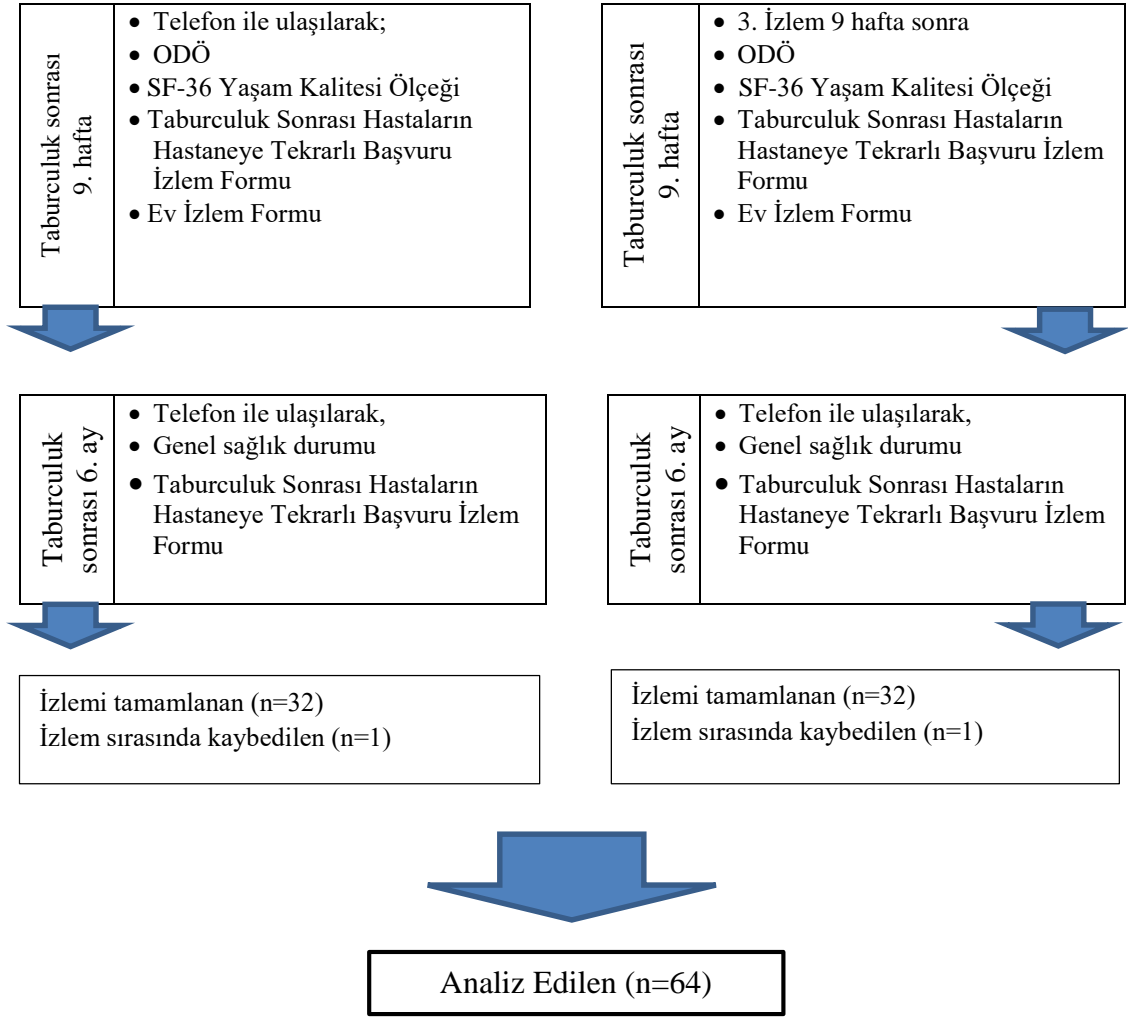 Taburculuk sonrası
9. hafta
• Telefon ile ulaşılarak;
• ODÖ
• SF-36 Yaşam Kalitesi Ölçeği
• Taburculuk Sonrası Hastaların
Hastaneye Tekrarlı Başvuru
İzlem Formu
• Ev İzlem Formu
Taburculuk sonrası
9. hafta
• 3. İzlem 9 hafta sonra
• ODÖ
• SF-36 Yaşam Kalitesi Ölçeği
• Taburculuk Sonrası Hastaların
Hastaneye Tekrarlı Başvuru İzlem
Formu
• Ev İzlem Formu
Taburculuk
sonrası 6. ay
• Telefon ile ulaşılarak,
• Genel sağlık durumu
• Taburculuk Sonrası Hastaların
Hastaneye Tekrarlı Başvuru İzlem
Formu
Taburculuk
sonrası 6. ay
• Telefon ile ulaşılarak,
• Genel sağlık durumu
• Taburculuk Sonrası Hastaların
Hastaneye Tekrarlı Başvuru İzlem
Formu
İzlemi tamamlanan (n=32)
İzlem sırasında kaybedilen (n=1)
İzlemi tamamlanan (n=32)
İzlem sırasında kaybedilen (n=1)
Analiz Edilen (n=64)